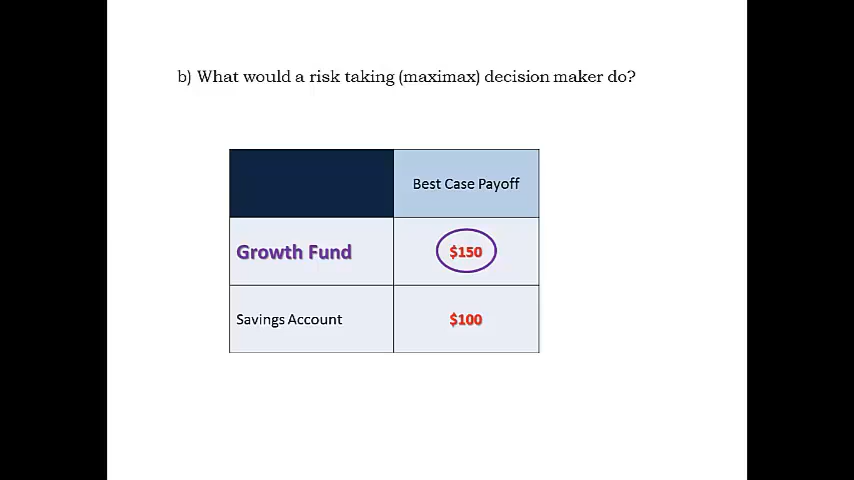 b) What would a risk taking (maximax) decision maker do?
Best Case Payoff
Growth Fund $150
Savings Account $100